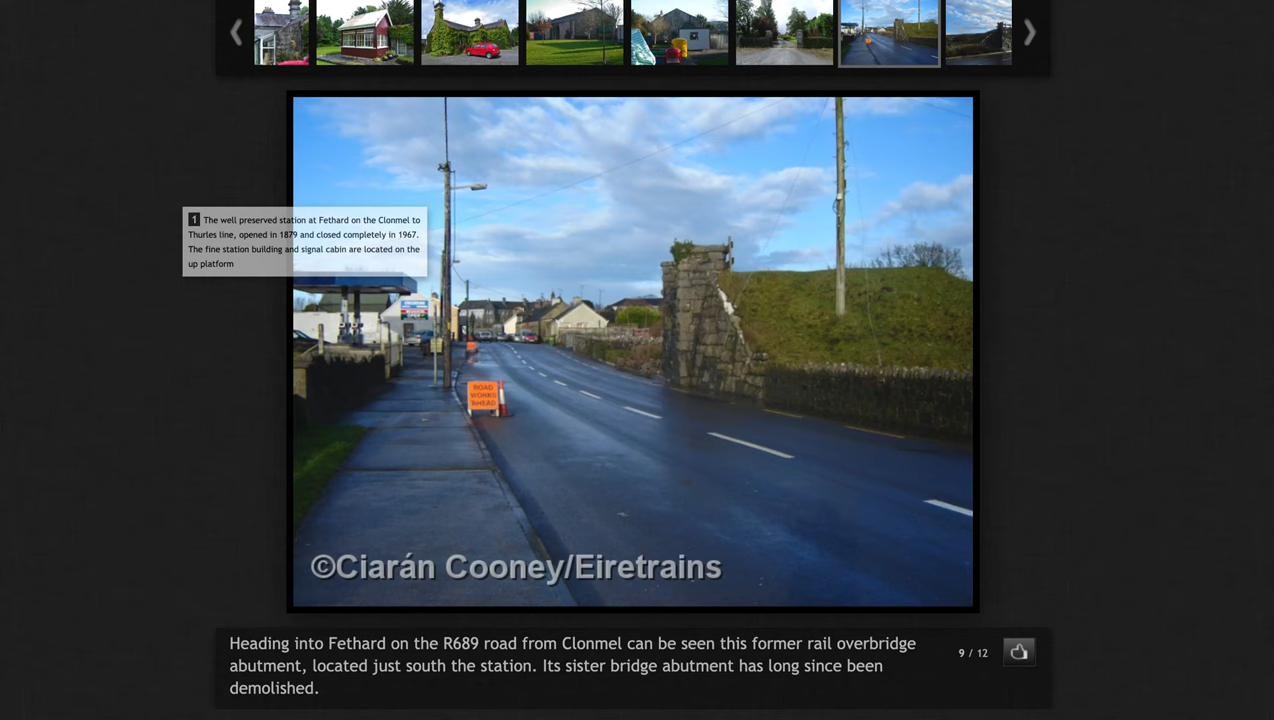 1 The well preserved station at Fethard on the Clonmel to
Thurles line, opened in 1879 and closed completely in 1967.
The fine station building and signal cabin are located on the
up platform
ROAD
WORKS
AHEAD
©Ciarán Cooney/Eiretrains
Heading into Fethard on the R689 road from Clonmel can be seen this former rail overbridge
abutment, located just south the station. Its sister bridge abutment has long since been
demolished.
9 / 12